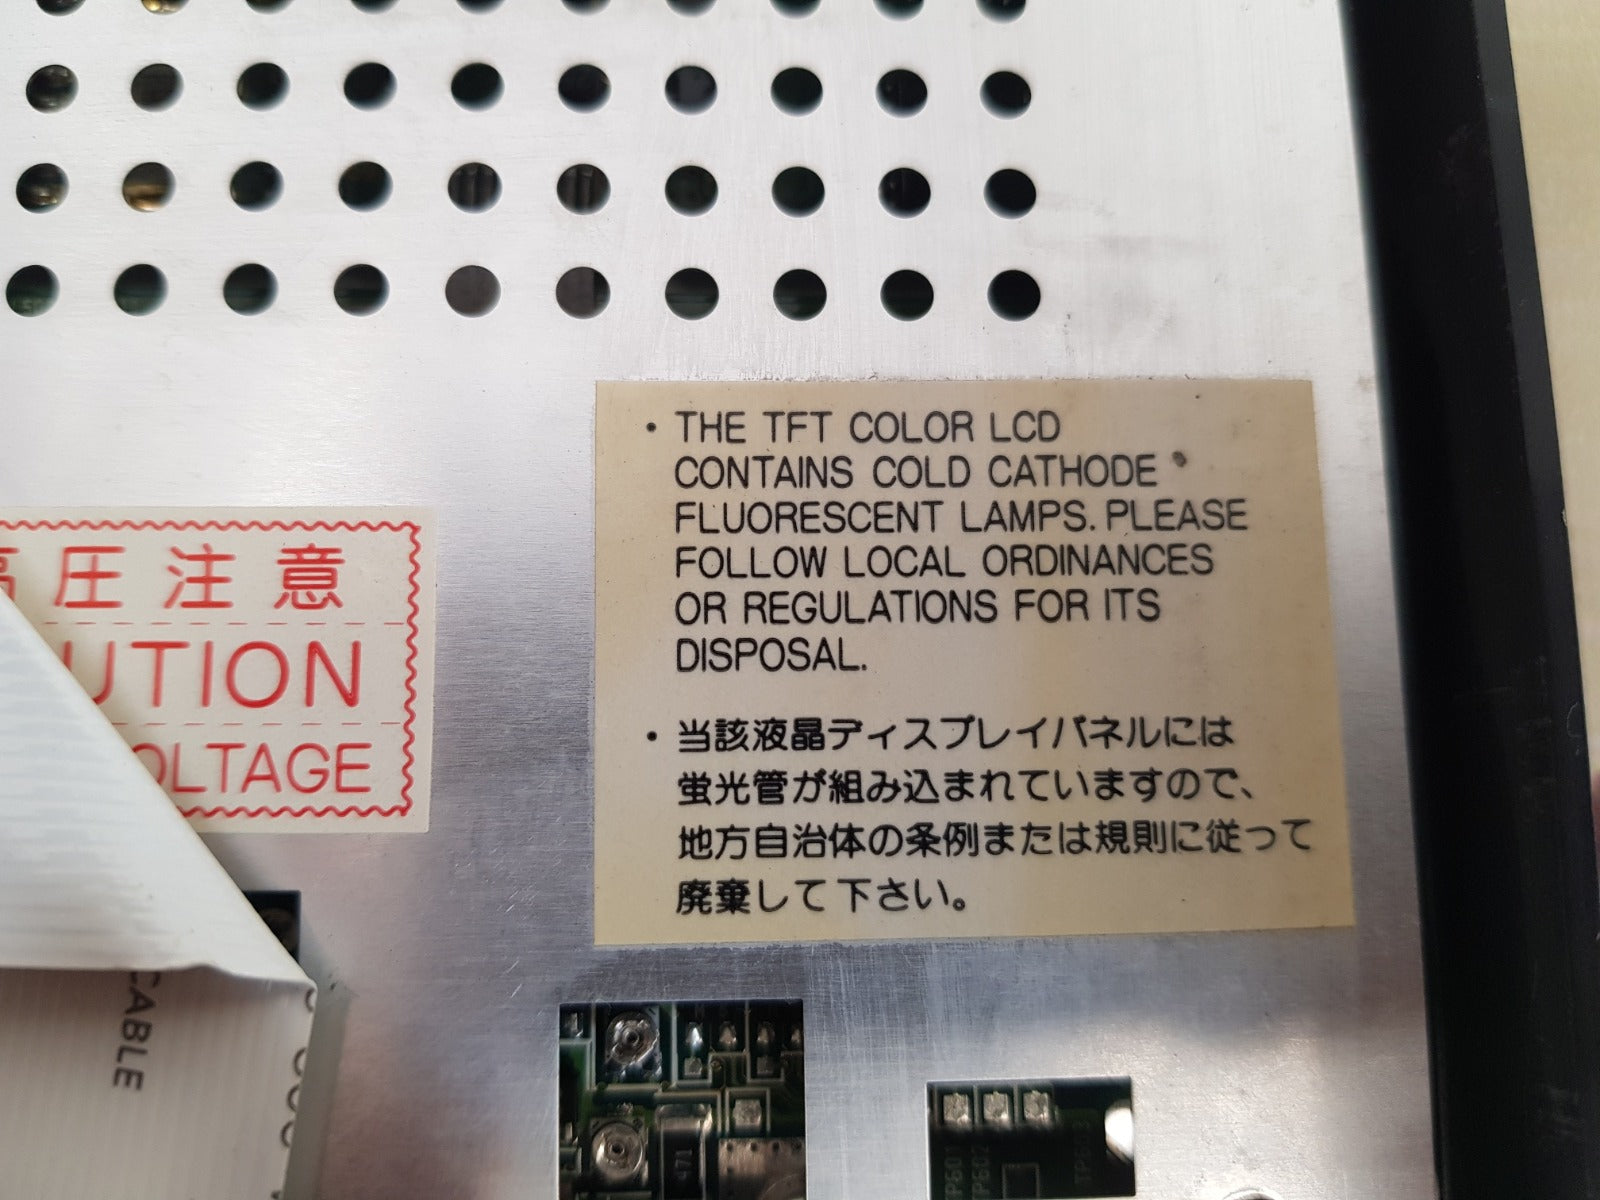 ・THE TFT COLOR LCD
CONTAINS COLD CATHODE
FLUORESCENT LAMPS. PLEASE
FOLLOW LOCAL ORDINANCES
OR REGULATIONS FOR ITS
DISPOSAL.
・当該液晶ディスプレイパネルには
蛍光管が組み込まれていますので、
地方自治体の条例または規則に従って
廃棄して下さい。
高圧注意
UTION
OLTAGE
CABLE
471
TP601
TP602
TP603